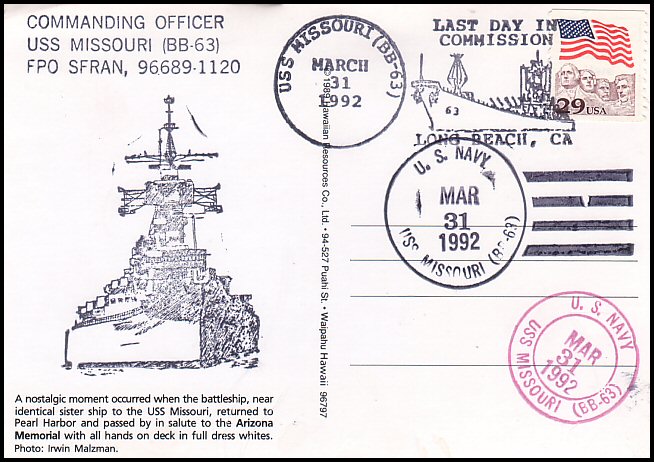 COMMANDING OFFICER
USS MISSOURI (BB-63)
FPO SFRAN, 96689-1120
USS MISSOURI (BB-63)
MARCH
31
1992
LAST DAY IN
COMMISSION
63
LONG BEACH, CA
29 USA
U. S. NAVY
MAR
31
1992
USS MISSOURI (BB-63)
U. S. NAVY
MAR
31
1992
USS MISSOURI (BB-63)
© 1989 Hawaiian Resources Co., Ltd • 94-527 Puahi St. • Waipahu Hawaii 96797
A nostalgic moment occurred when the battleship, near
identical sister ship to the USS Missouri, returned to
Pearl Harbor and passed by in salute to the Arizona
Memorial with all hands on deck in full dress whites.
Photo: Irwin Malzman.